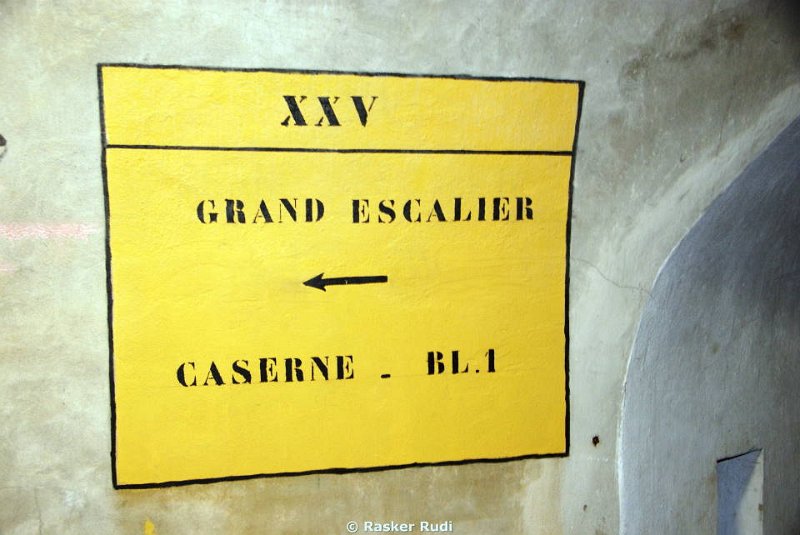 XXV
GRAND ESCALIER
CASERNE - BL.1
© Rasker Rudi